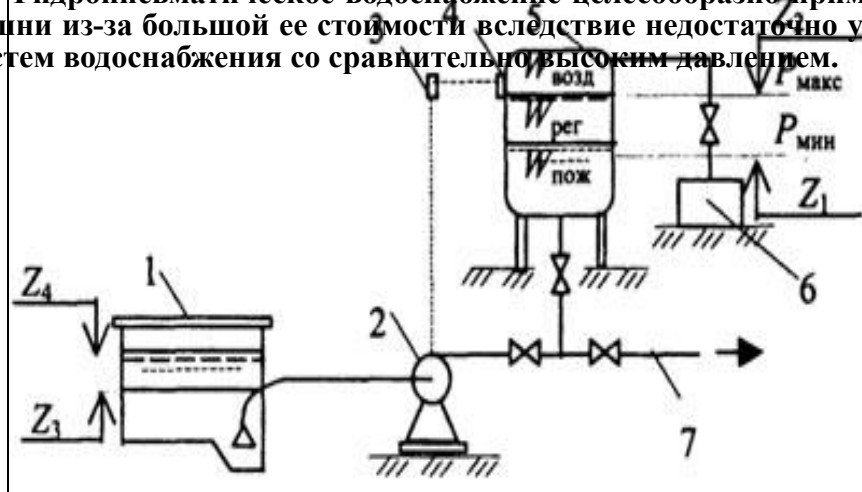 Гидропневматическое водоснабжение целесообразно прим
шни из-за большой ее стоимости вследствие недостаточно у
стем водоснабжения со сравнительно высоким давлением.
3
4
5
Z₂
W возд
P макс
W рег
P мин
W пож
Z₁
6
Z₄
1
2
Z₃
7